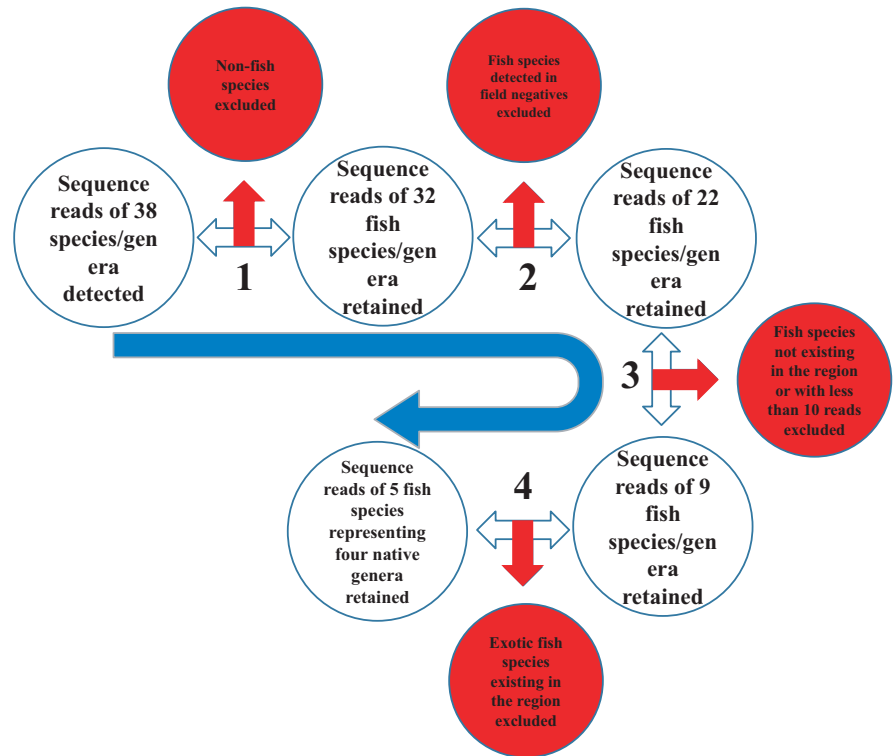 Non-fish
species
excluded
Fish species
detected in
field negatives
excluded
Sequence
reads of 38
species/gen
era
detected
1
Sequence
reads of 32
fish
species/gen
era
retained
2
Sequence
reads of 22
fish
species/gen
era
retained
3
Fish species
not existing
in the region
or with less
than 10 reads
excluded
Sequence
reads of 9
fish
species/gen
era
retained
4
Sequence
reads of 5 fish
species
representing
four native
genera
retained
Exotic fish
species
existing in
the region
excluded